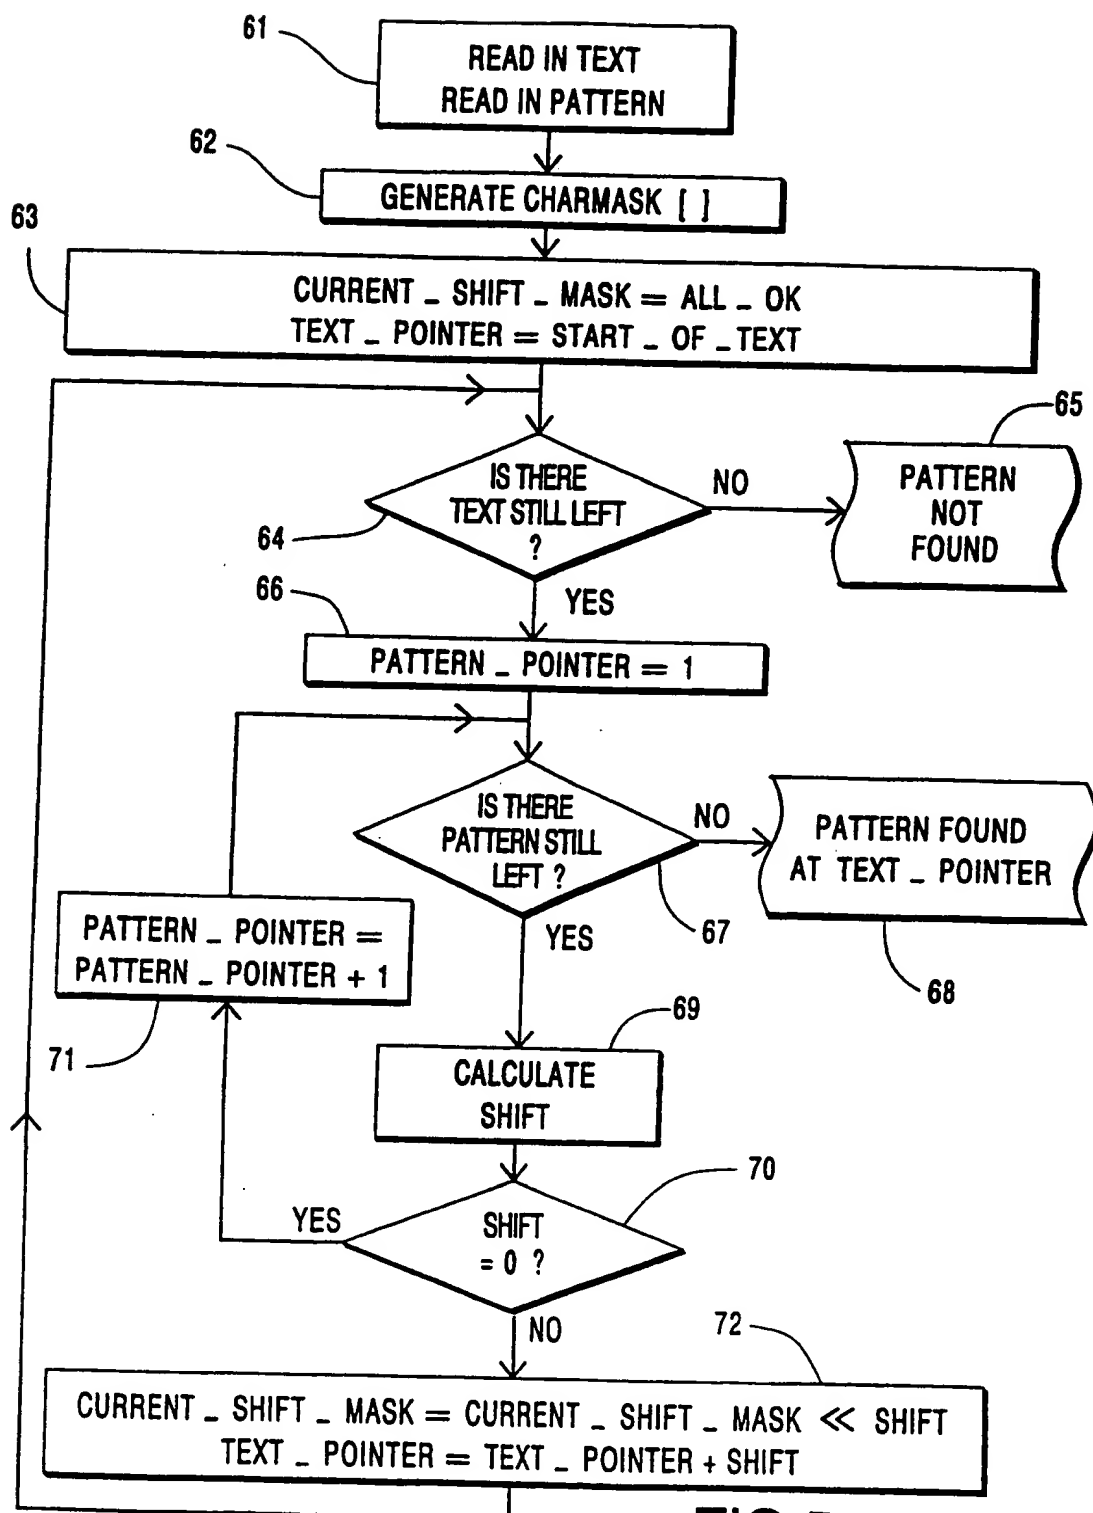 61
READ IN TEXT
READ IN PATTERN
62
GENERATE CHARMASK [ ]
63
CURRENT _ SHIFT _ MASK = ALL _ OK
TEXT _ POINTER = START _ OF _ TEXT
64
IS THERE
TEXT STILL LEFT
?
NO
65
PATTERN
NOT
FOUND
YES
66
PATTERN _ POINTER = 1
IS THERE
PATTERN STILL
LEFT ?
67
NO
PATTERN FOUND
AT TEXT _ POINTER
68
YES
PATTERN _ POINTER =
PATTERN _ POINTER + 1
71
69
CALCULATE
SHIFT
70
SHIFT
= 0 ?
YES
NO
72
CURRENT _ SHIFT _ MASK = CURRENT _ SHIFT _ MASK << SHIFT
TEXT _ POINTER = TEXT _ POINTER + SHIFT